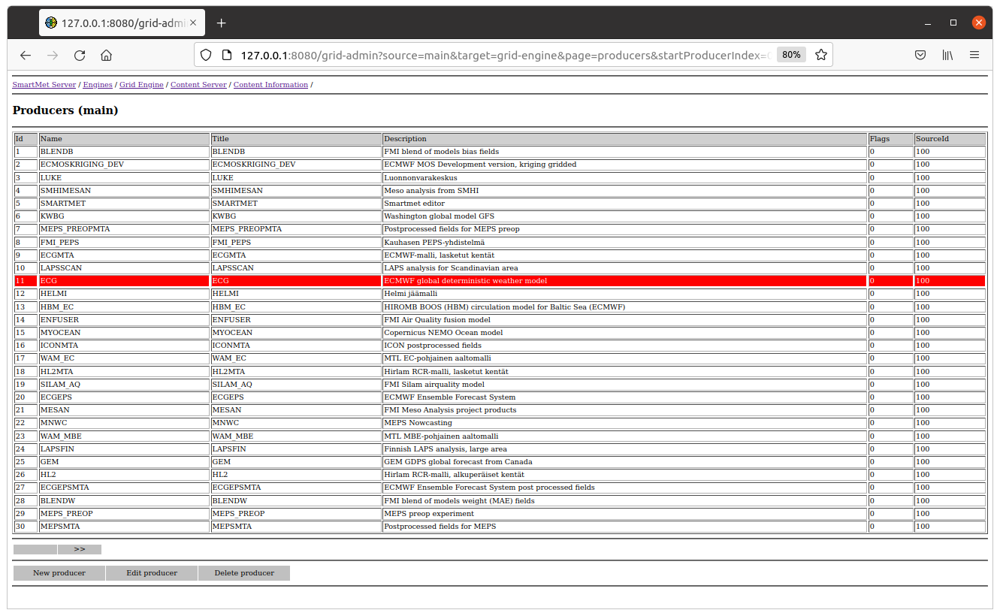 127.0.0.1:8080/grid-admi
127.0.0.1:8080/grid-admin?source=main&target=grid-engine&page=producers&startProducerIndex=0 80%
SmartMet Server / Engines / Grid Engine / Content Server / Content Information /
Producers (main)
Id Name Title Description Flags SourceId
1 BLENDB BLENDB FMI blend of models bias fields 0 100
2 ECMOSKRIGING_DEV ECMOSKRIGING_DEV ECMWF MOS Development version, kriging gridded 0 100
3 LUKE LUKE Luonnonvarakeskus 0 100
4 SMHIMESAN SMHIMESAN Meso analysis from SMHI 0 100
5 SMARTMET SMARTMET Smartmet editor 0 100
6 KWBG KWBG Washington global model GFS 0 100
7 MEPS_PREOPMTA MEPS_PREOPMTA Postprocessed fields for MEPS preop 0 100
8 FMI_PEPS FMI_PEPS Kauhasen PEPS-yhdistelmä 0 100
9 ECGMTA ECGMTA ECMWF-malli, lasketut kentät 0 100
10 LAPSSCAN LAPSSCAN LAPS analysis for Scandinavian area 0 100
11 ECG ECG ECMWF global deterministic weather model 0 100
12 HELMI HELMI Helmi jäämalli 0 100
13 HBM_EC HBM_EC HIROMB BOOS (HBM) circulation model for Baltic Sea (ECMWF) 0 100
14 ENFUSER ENFUSER FMI Air Quality fusion model 0 100
15 MYOCEAN MYOCEAN Copernicus NEMO Ocean model 0 100
16 ICONMTA ICONMTA ICON postprocessed fields 0 100
17 WAM_EC WAM_EC MTL EC-pohjainen aaltomalli 0 100
18 HL2MTA HL2MTA Hirlam RCR-malli, lasketut kentät 0 100
19 SILAM_AQ SILAM_AQ FMI Silam airquality model 0 100
20 ECGEPS ECGEPS ECMWF Ensemble Forecast System 0 100
21 MESAN MESAN FMI Meso Analysis project products 0 100
22 MNWC MNWC MEPS Nowcasting 0 100
23 WAM_MBE WAM_MBE MTL MBE-pohjainen aaltomalli 0 100
24 LAPSFIN LAPSFIN Finnish LAPS analysis, large area 0 100
25 GEM GEM GEM GDPS global forecast from Canada 0 100
26 HL2 HL2 Hirlam RCR-malli, alkuperäiset kentät 0 100
27 ECGEPSMTA ECGEPSMTA ECMWF Ensemble Forecast System post processed fields 0 100
28 BLENDW BLENDW FMI blend of models weight (MAE) fields 0 100
29 MEPS_PREOP MEPS_PREOP MEPS preop experiment 0 100
30 MEPSMTA MEPSMTA Postprocessed fields for MEPS 0 100
>>
New producer Edit producer Delete producer